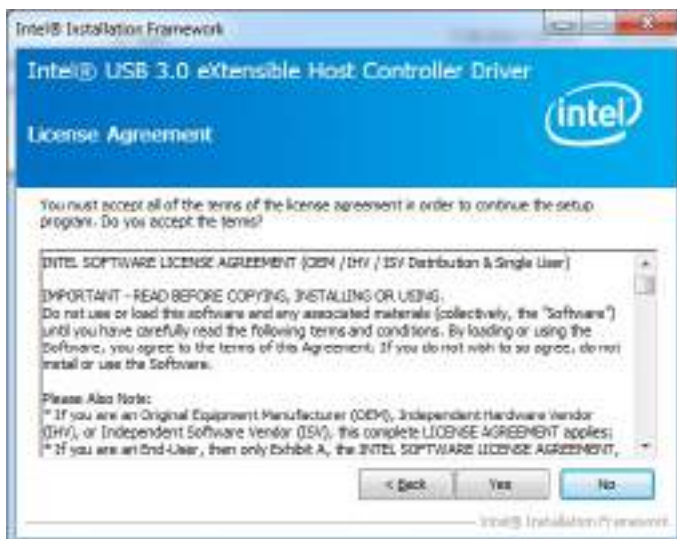 Intel® Installation Framework
Intel® USB 3.0 eXtensible Host Controller Driver
intel
License Agreement
You must accept all of the terms of the license agreement in order to continue the setup
program. Do you accept the terms?
INTEL SOFTWARE LICENSE AGREEMENT (OEM / IHV / ISV Distribution & Single User)
IMPORTANT - READ BEFORE COPYING, INSTALLING OR USING.
Do not use or load this software and any associated materials (collectively, the "Software")
until you have carefully read the following terms and conditions. By loading or using the
Software, you agree to the terms of this Agreement. If you do not wish to so agree, do not
install or use the Software.
Please Also Note:
* If you are an Original Equipment Manufacturer (OEM), Independent Hardware Vendor
(IHV), or Independent Software Vendor (ISV), this complete LICENSE AGREEMENT applies;
* If you are an End-User, then only Exhibit A, the INTEL SOFTWARE LICENSE AGREEMENT,
< Back
Yes
No
Intel® Installation Framework